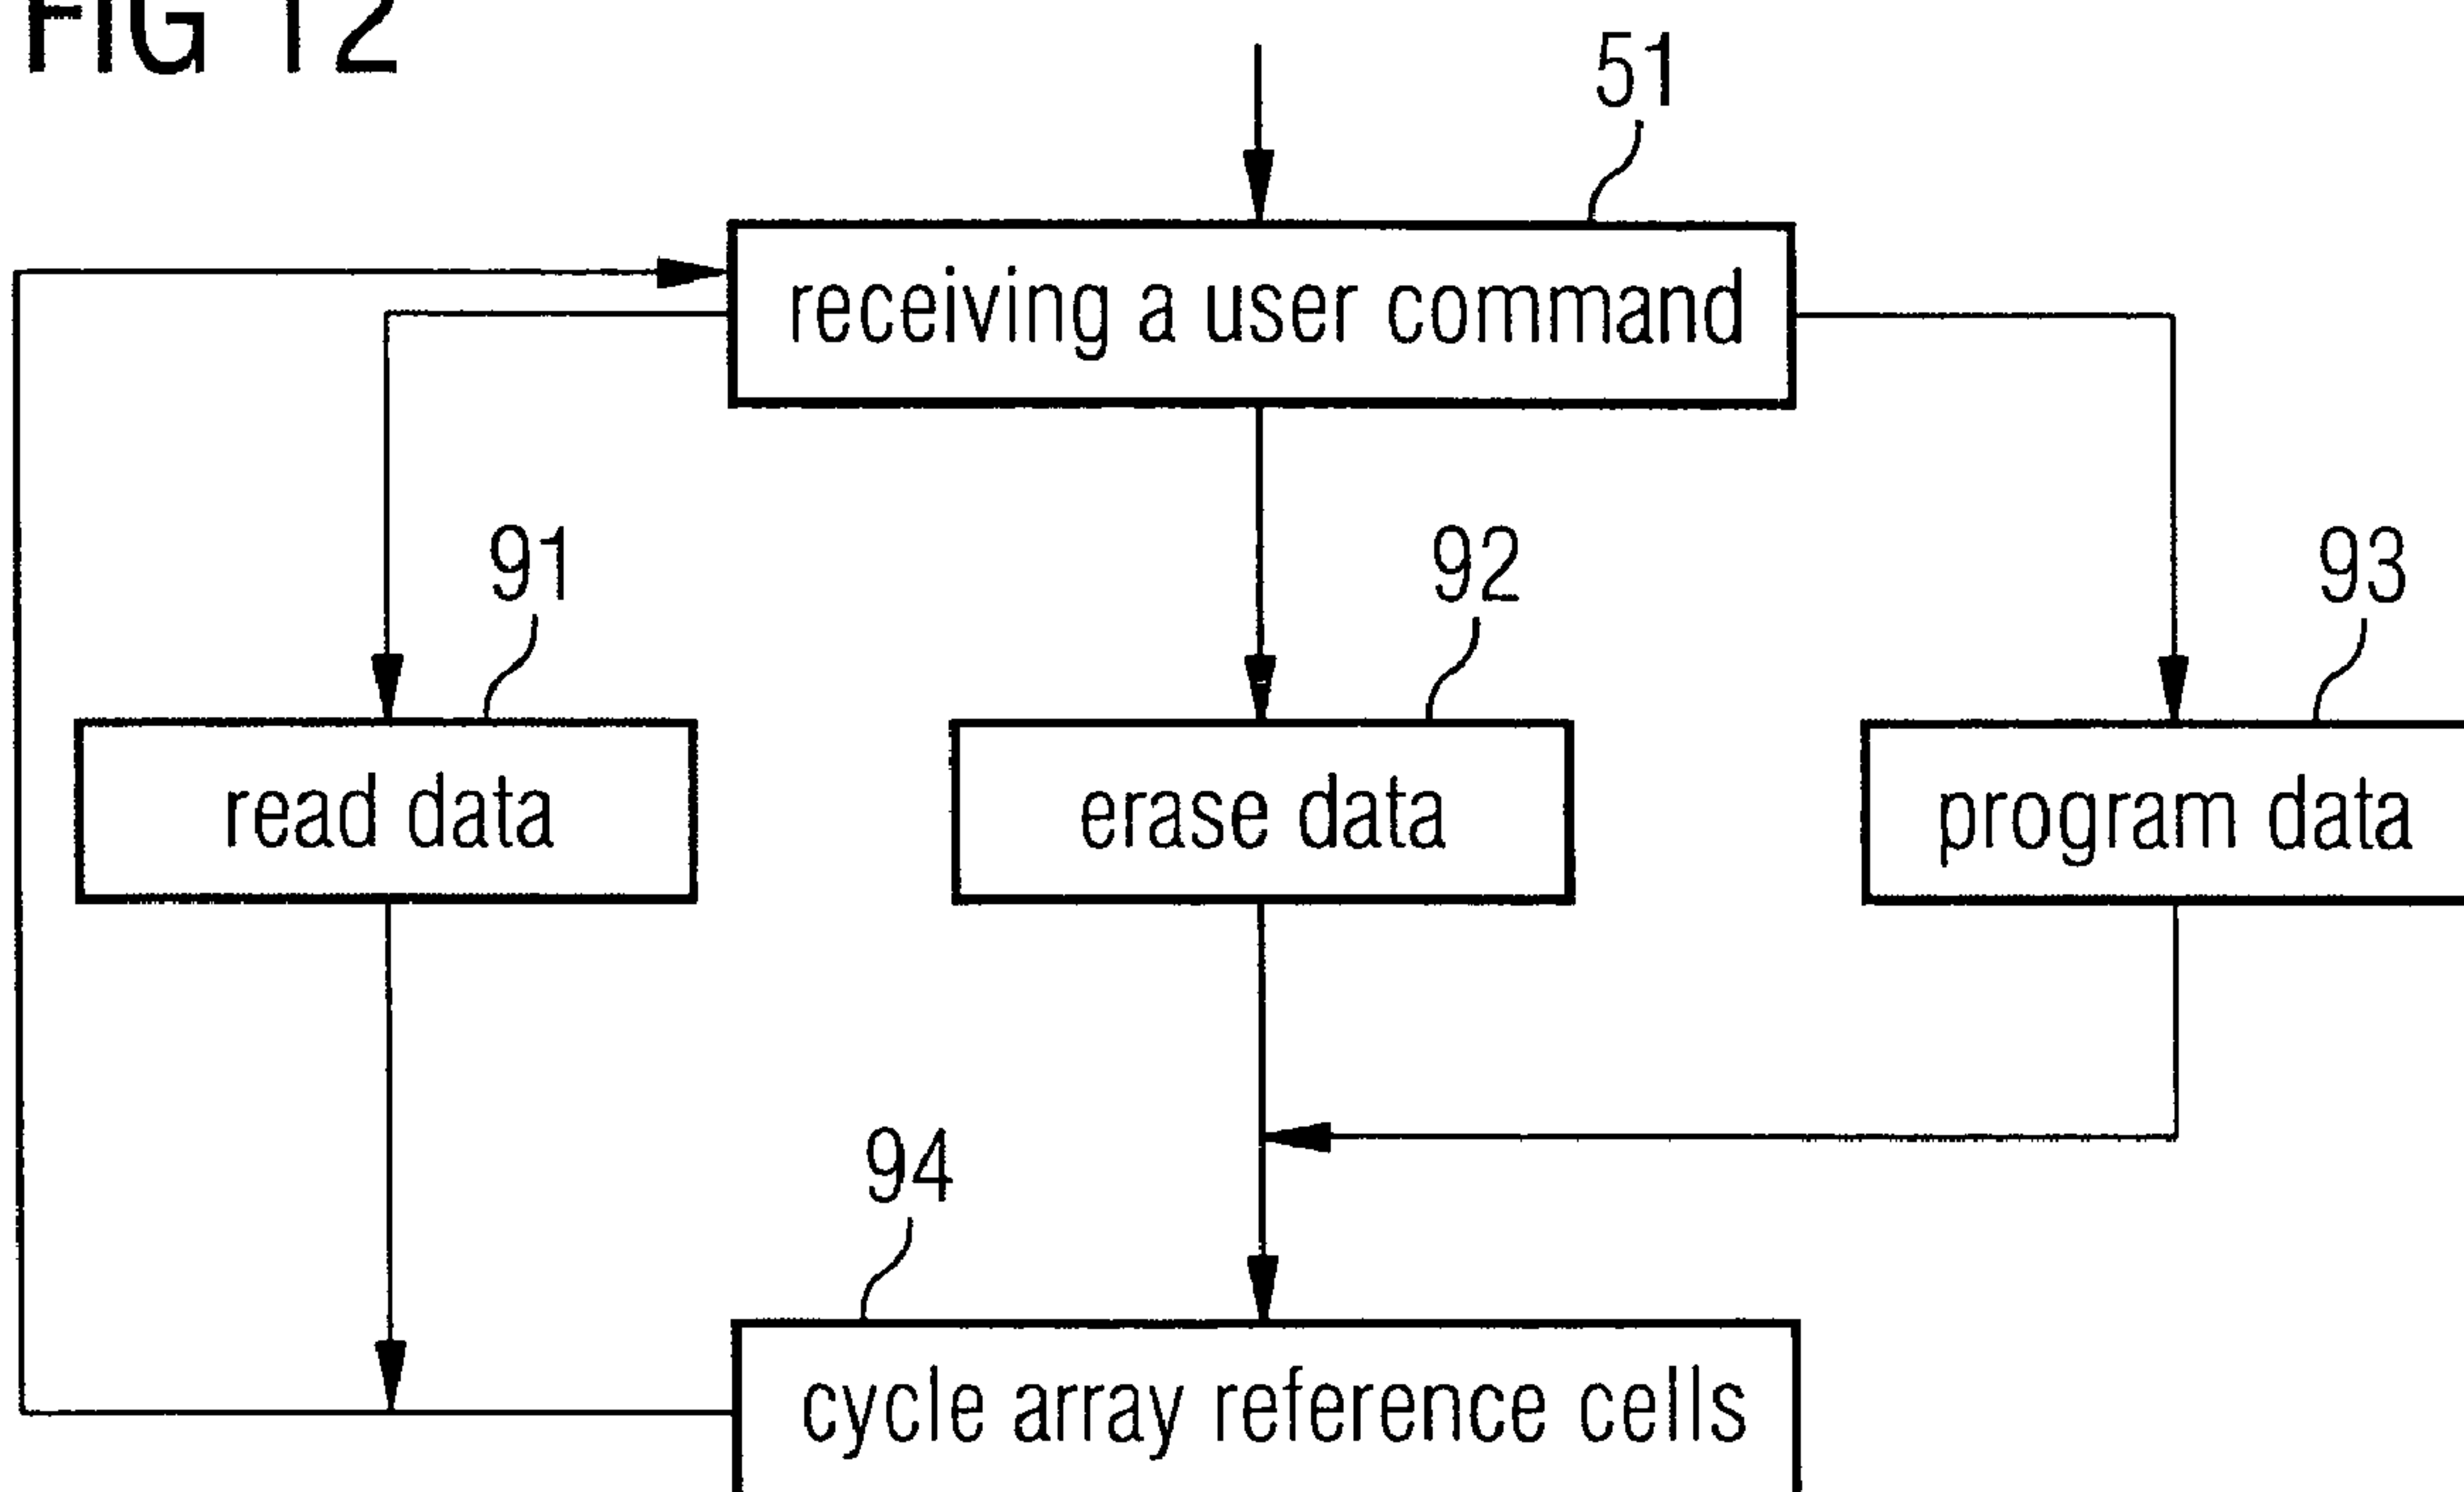 FIG 12
51
receiving a user command
91
92
93
read data
erase data
program data
94
cycle array reference cells